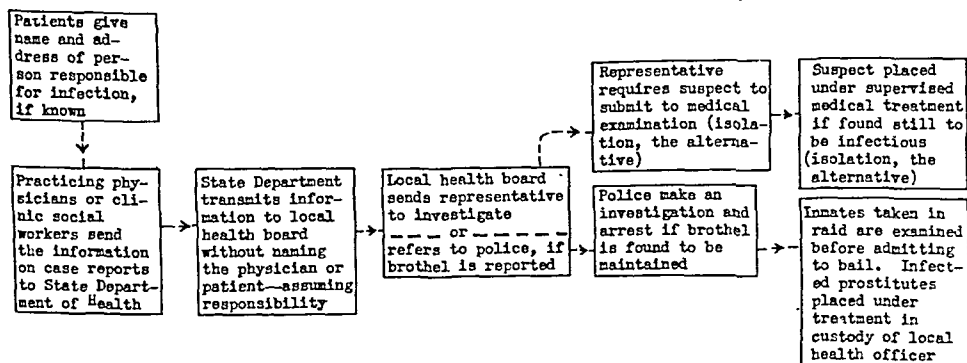 Patients give
name and ad-
dress of per-
son responsible
for infection,
if known
Practicing phy-
sicians or cli-
nic social
workers send
the information
on case reports
to State Depart-
ment of Health
State Department
transmits infor-
mation to local
health board
without naming
the physician or
patient—assuming
responsibility
Local health board
sends representative
to investigate
— — — or — — — —
refers to police, if
brothel is reported
Representative
requires suspect to
submit to medical
examination (isola-
tion, the alterna-
tive)
Suspect placed
under supervised
medical treatment
if found still to
be infectious
(isolation, the
alternative)
Police make an
investigation and
arrest if brothel
is found to be
maintained
Inmates taken in
raid are examined
before admitting
to bail. Infect-
ed prostitutes
placed under
treatment in
custody of local
health officer